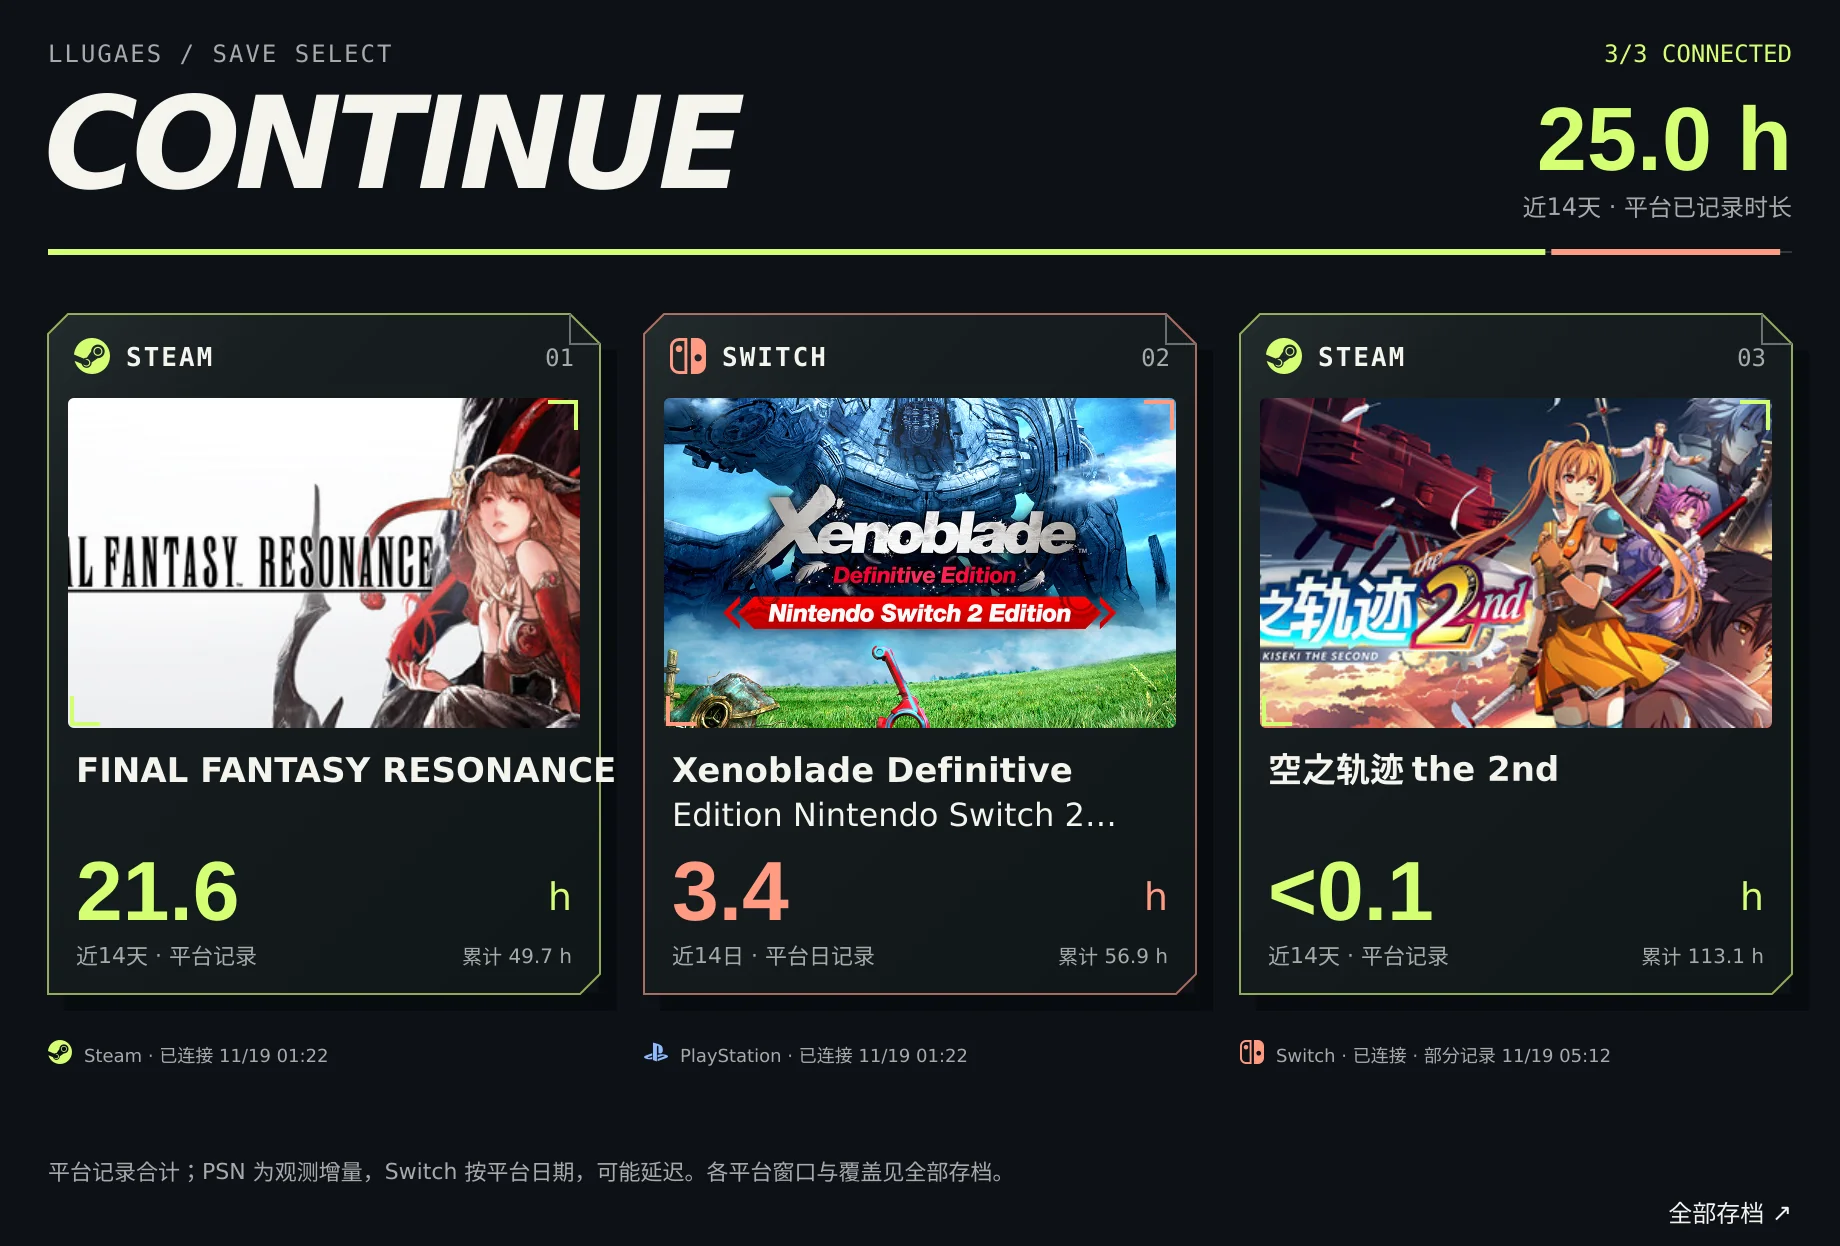 LLUGAES / SAVE SELECT
3/3 CONNECTED
CONTINUE
25.0 h
近14天 · 平台已记录时长
STEAM 01
AL FANTASY RESONANCE
FINAL FANTASY RESONANCE
21.6 h
近14天 · 平台记录 累计 49.7 h
SWITCH 02
Xenoblade™
Definitive Edition
Nintendo Switch 2 Edition
Xenoblade Definitive
Edition Nintendo Switch 2…
3.4 h
近14日 · 平台日记录 累计 56.9 h
STEAM 03
之轨迹 the 2nd
KISEKI THE SECOND
空之轨迹 the 2nd
<0.1 h
近14天 · 平台记录 累计 113.1 h
Steam · 已连接 11/19 01:22
PlayStation · 已连接 11/19 01:22
Switch · 已连接 · 部分记录 11/19 05:12
平台记录合计；PSN 为观测增量，Switch 按平台日期，可能延迟。各平台窗口与覆盖见全部存档。
全部存档 ↗